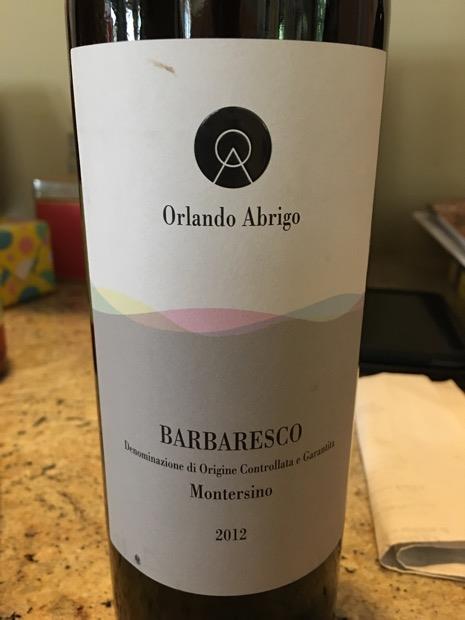 Orlando Abrigo
BARBARESCO
Denominazione di Origine Controllata e Garantita
Montersino
2012